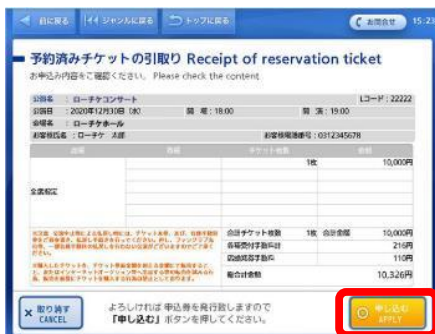 前に戻る ジャンルに戻る トップに戻る お問合せ 15:23
予約済みチケットの引取り Receipt of reservation ticket
お申込み内容をご確認ください。 Please check the content
公演名 : ローチケコンサート Lコード : 22222
公演日 : 2020年12月30日 (水) 開 場 : 18:00 開 演 : 19:00
会場名 : ローチケホール
お客様氏名 : ローチケ 太郎 お客様電話番号 : 0312345678
席種 チケット枚数 金額
1枚 10,000円
全席指定
合計チケット枚数 1枚 合計金額 10,000円
各種受付手数料計 216円
店頭発券手数料 110円
総合計金額 10,326円
× 取り消す よろしければ 申込券を発行致しますので 申し込む
CANCEL 「申し込む」ボタンを押してください。 APPLY